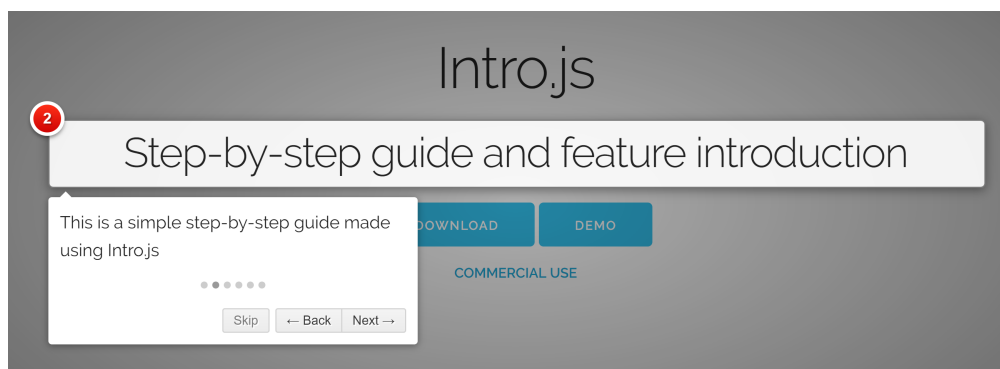 Intro.js
2
Step-by-step guide and feature introduction
This is a simple step-by-step guide made
using Intro.js
Skip
← Back
Next →
DOWNLOAD
DEMO
COMMERCIAL USE